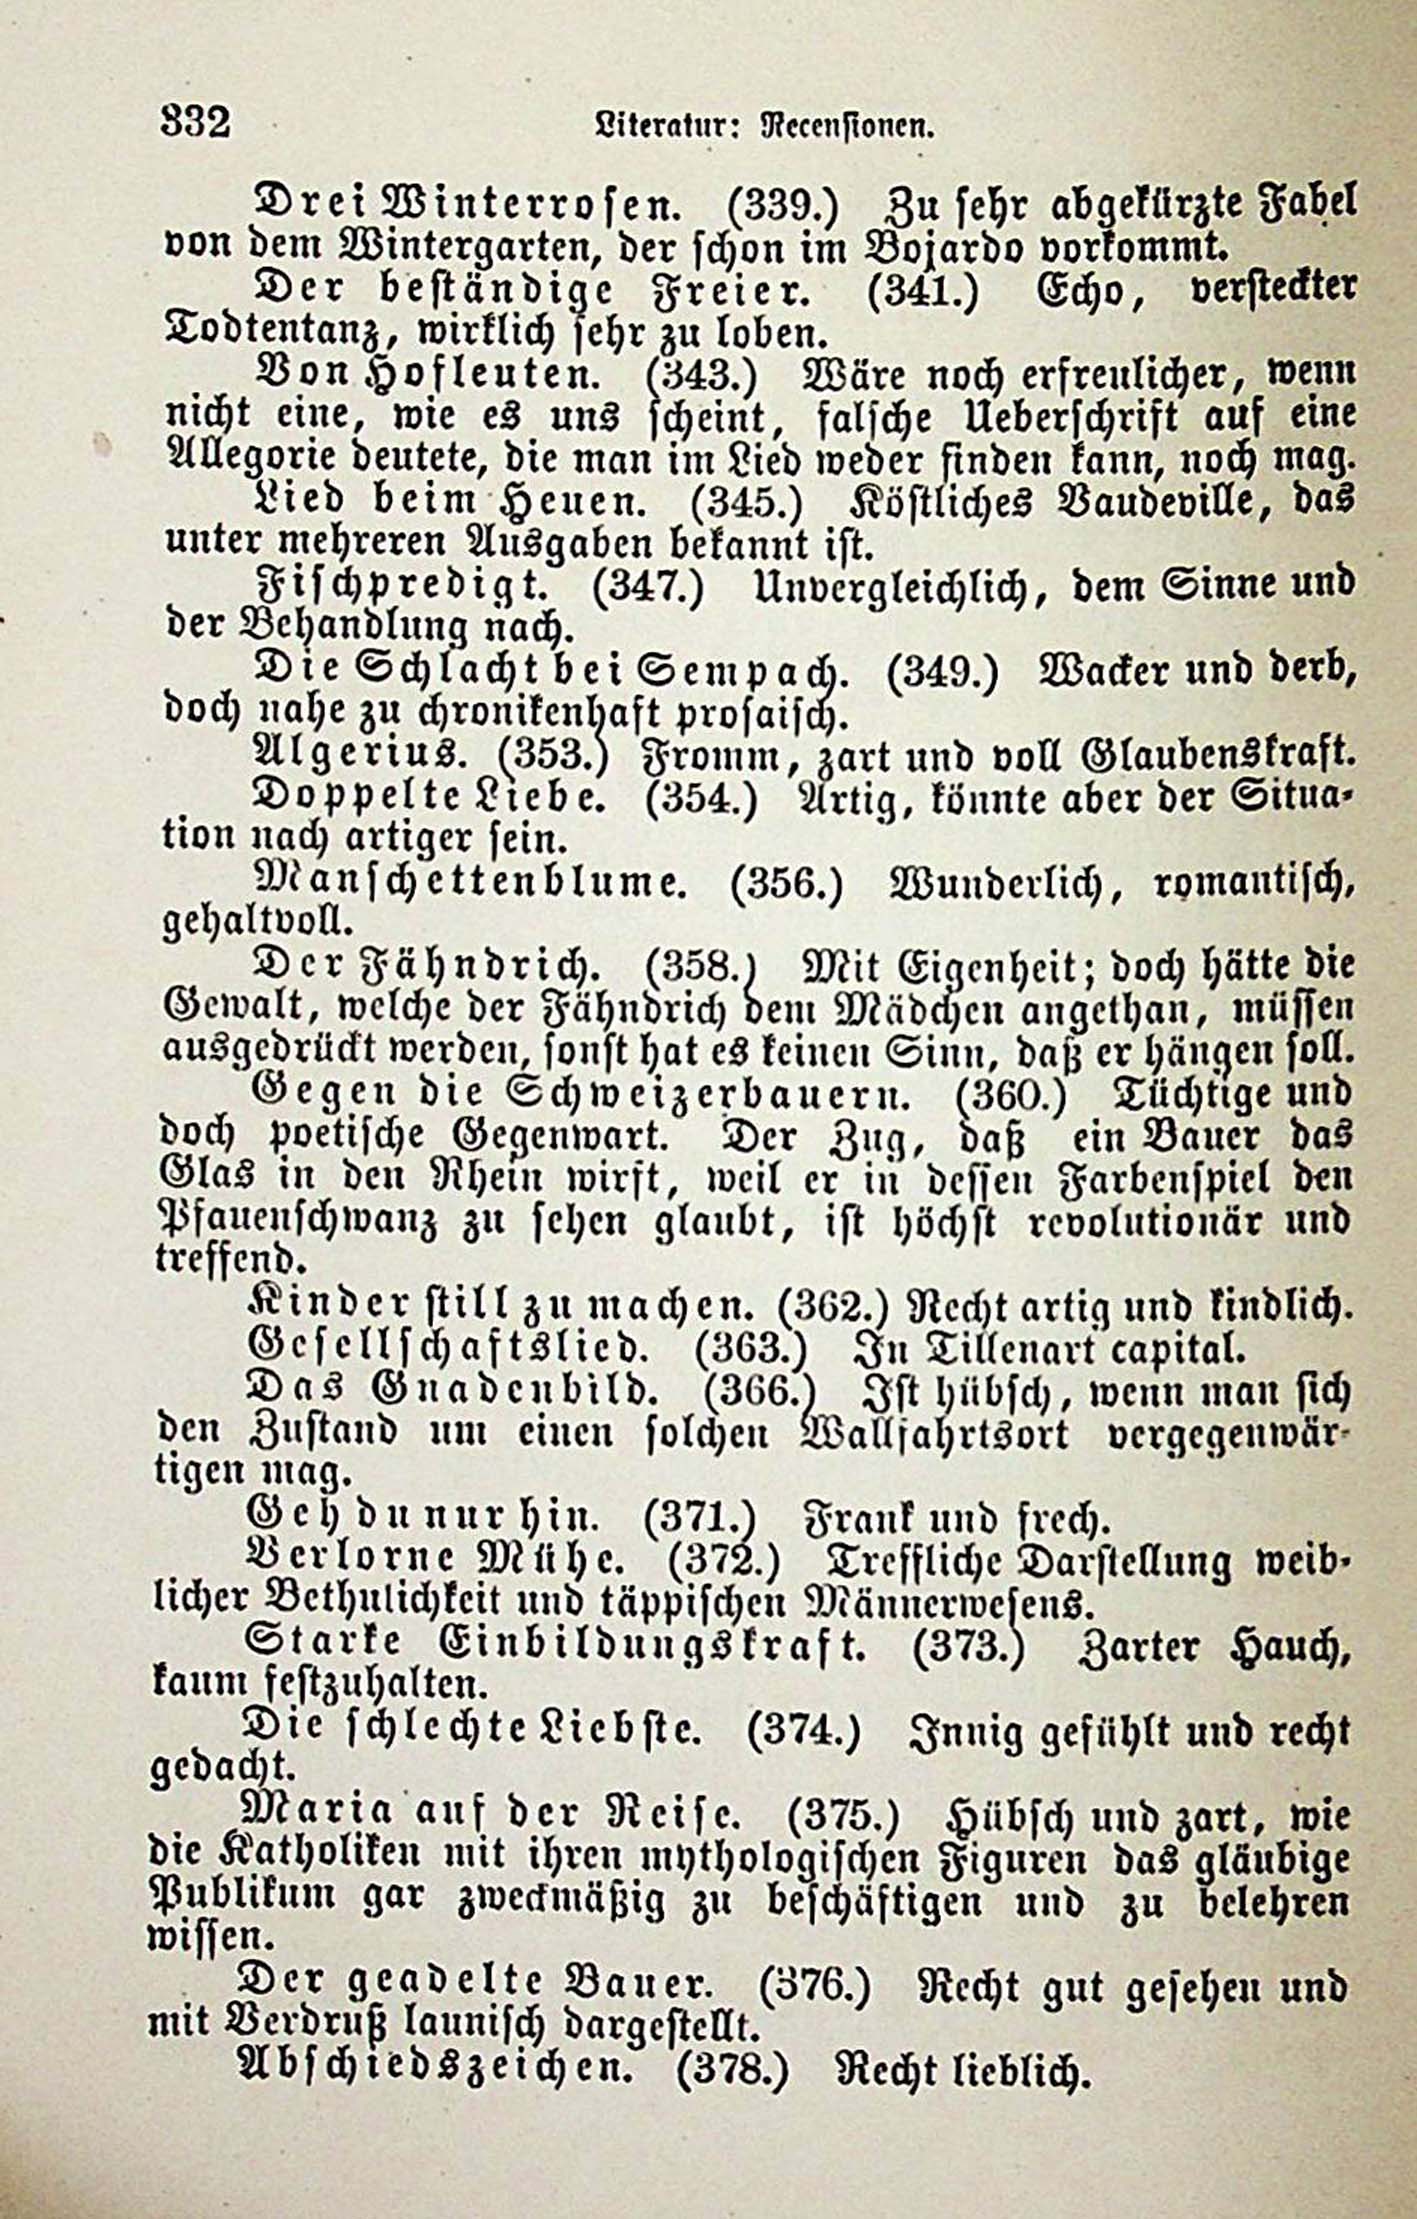 332 Literatur: Recensionen.
Drei Winterrosen. (339.) Zu sehr abgekürzte Fabel
von dem Wintergarten, der schon im Bojardo vorkommt.
Der beständige Freier. (341.) Echo, versteckter
Todtentanz, wirklich sehr zu loben.
Von Hofleuten. (343.) Wäre noch erfreulicher, wenn
nicht eine, wie es uns scheint, falsche Ueberschrift auf eine
Allegorie deutete, die man im Lied weder finden kann, noch mag.
Lied beim Heuen. (345.) Köstliches Vaudeville, das
unter mehreren Ausgaben bekannt ist.
Fischpredigt. (347.) Unvergleichlich, dem Sinne und
der Behandlung nach.
Die Schlacht bei Sempach. (349.) Wacker und derb,
doch nahe zu chronikenhaft prosaisch.
Algerius. (353.) Fromm, zart und voll Glaubenskraft.
Doppelte Liebe. (354.) Artig, könnte aber der Situa-
tion nach artiger sein.
Manschettenblume. (356.) Wunderlich, romantisch,
gehaltvoll.
Der Fähndrich. (358.) Mit Eigenheit; doch hätte die
Gewalt, welche der Fähndrich dem Mädchen angethan, müssen
ausgedrückt werden, sonst hat es keinen Sinn, daß er hängen soll.
Gegen die Schweizerbauern. (360.) Tüchtige und
doch poetische Gegenwart. Der Zug, daß ein Bauer das
Glas in den Rhein wirft, weil er in dessen Farbenspiel den
Pfauenschwanz zu sehen glaubt, ist höchst revolutionär und
treffend.
Kinder still zu machen. (362.) Recht artig und kindlich.
Gesellschaftslied. (363.) In Tillenart capital.
Das Gnadenbild. (366.) Ist hübsch, wenn man sich
den Zustand um einen solchen Wallfahrtsort vergegenwär-
tigen mag.
Geh du nur hin. (371.) Frank und frech.
Verlorne Mühe. (372.) Treffliche Darstellung weib-
licher Bethulichkeit und täppischen Männerwesens.
Starke Einbildungskraft. (373.) Zarter Hauch,
kaum festzuhalten.
Die schlechte Liebste. (374.) Innig gefühlt und recht
gedacht.
Maria auf der Reise. (375.) Hübsch und zart, wie
die Katholiken mit ihren mythologischen Figuren das gläubige
Publikum gar zweckmäßig zu beschäftigen und zu belehren
wissen.
Der geadelte Bauer. (376.) Recht gut gesehen und
mit Verdruß launisch dargestellt.
Abschiedszeichen. (378.) Recht lieblich.